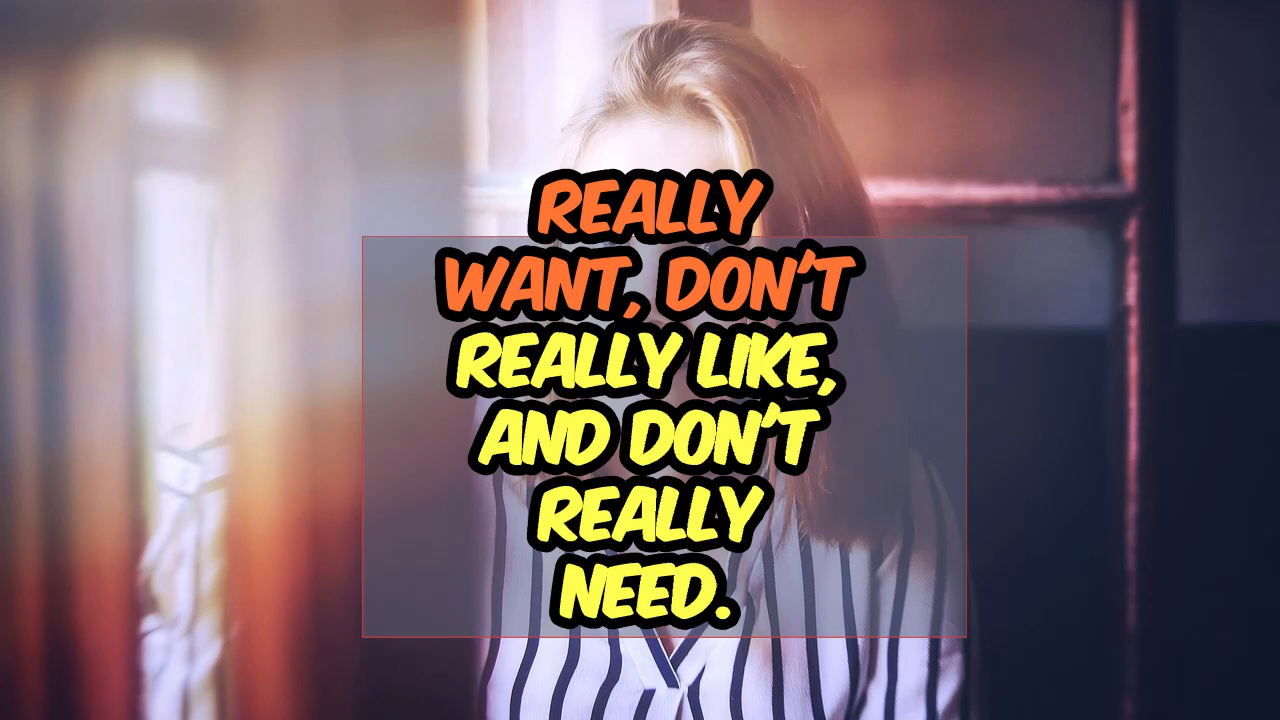 REALLY
WANT, DON'T
REALLY LIKE,
AND DON'T
REALLY
NEED.